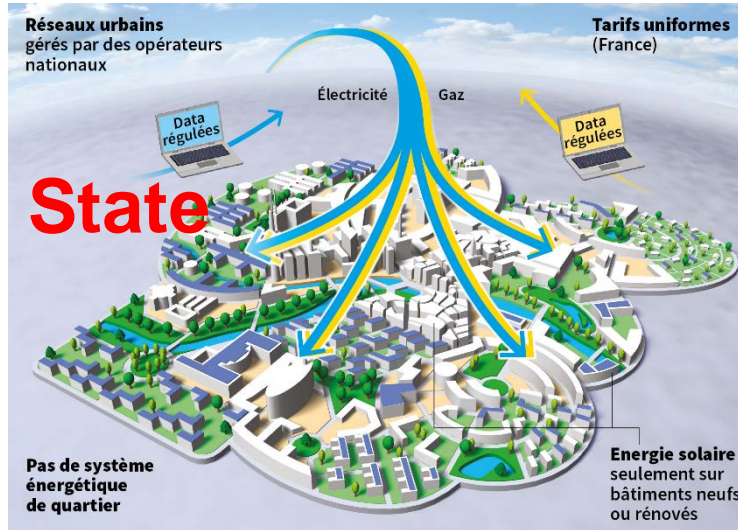 Réseaux urbains
gérés par des opérateurs
nationaux
Tarifs uniformes
(France)
Électricité
Gaz
Data
régulées
Data
régulées
State
Pas de système
énergétique
de quartier
Energie solaire
seulement sur
bâtiments neufs
ou rénovés